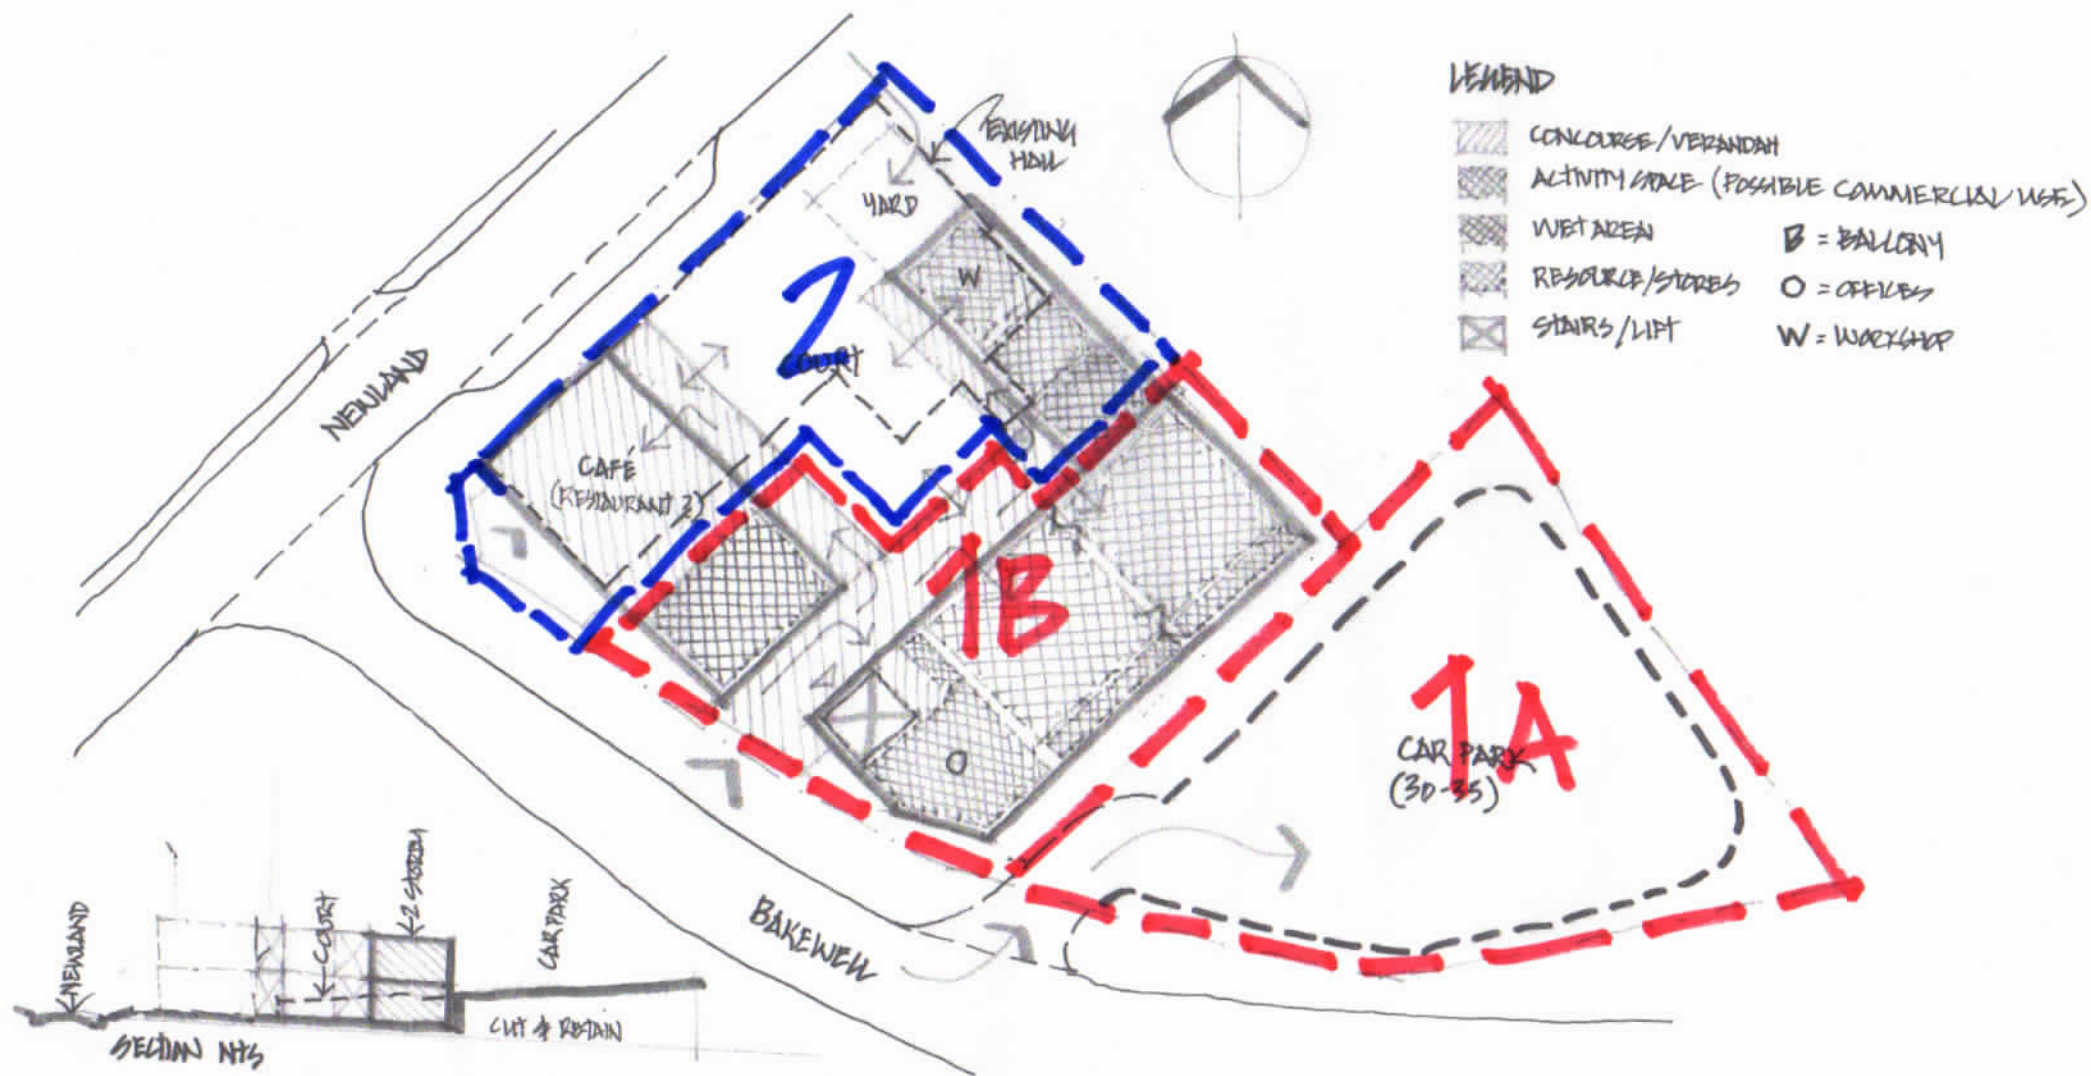 LEGEND
CONCOURSE/VERANDAH
ACTIVITY SPACE (POSSIBLE COMMERCIAL USE)
WET AREA
B = BALCONY
RESOURCE/STORES
O = OFFICES
STAIRS/LIFT
W = WORKSHOP
EXISTING
HALL
YARD
W
2
COURT
NEWLAND
CAFÉ
(RESTAURANT?)
O
1B
O
1A
CAR PARK
(30-35)
BAKEWELL
NEWLAND
COURT
2 STOREY
CAR PARK
CUT & RETAIN
SECTION NTS